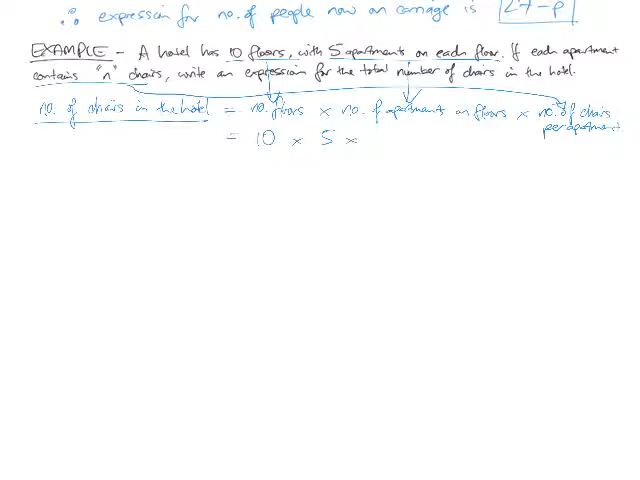 ∴ expression for no. of people now on carriage is 27-p
EXAMPLE - A hotel has 10 floors, with 5 apartments on each floor. If each apartment
contains "n" chairs, write an expression for the total number of chairs in the hotel.
no. of chairs in the hotel = no. floors × no. of apartment on floors × no. of chairs
per apartment
= 10 × 5 ×